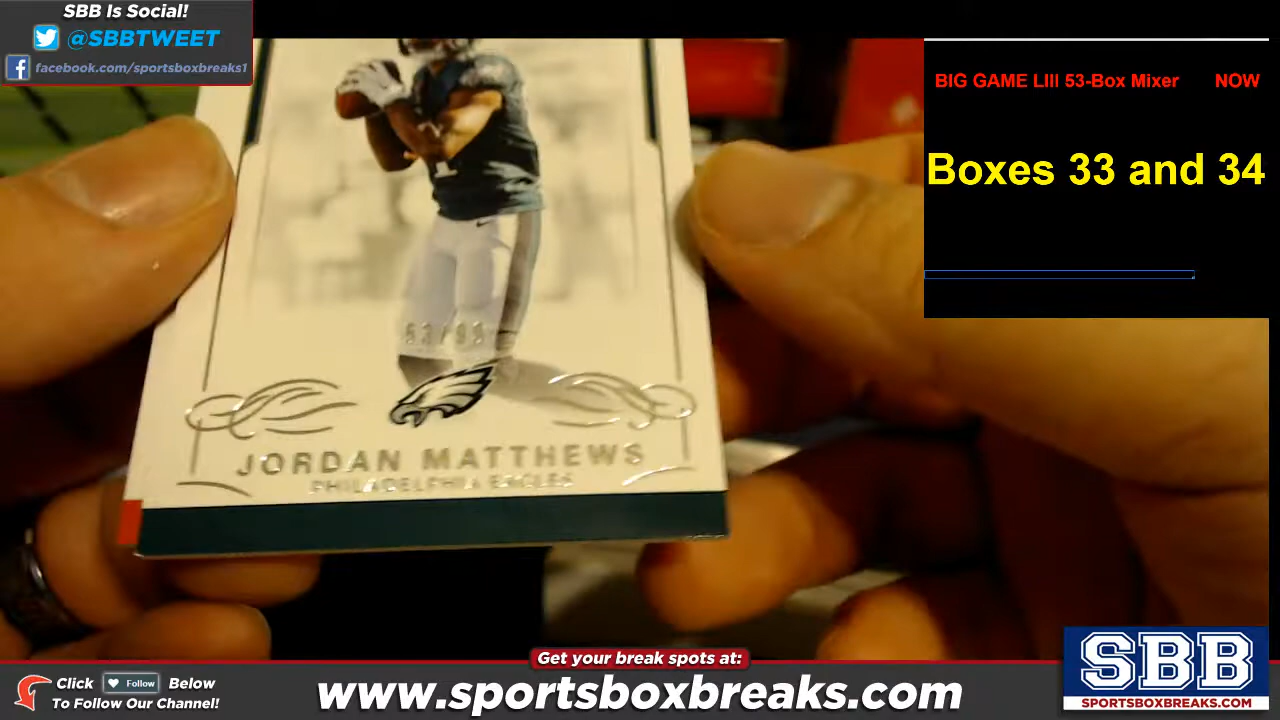 SBB Is Social!
@SBBTWEET
facebook.com/sportsboxbreaks1
BIG GAME LIII 53-Box Mixer NOW
Boxes 33 and 34
JORDAN MATTHEWS
PHILADELPHIA EAGLES
Get your break spots at:
www.sportsboxbreaks.com
Click Follow Below
To Follow Our Channel!
SBB
SPORTSBOXBREAKS.COM